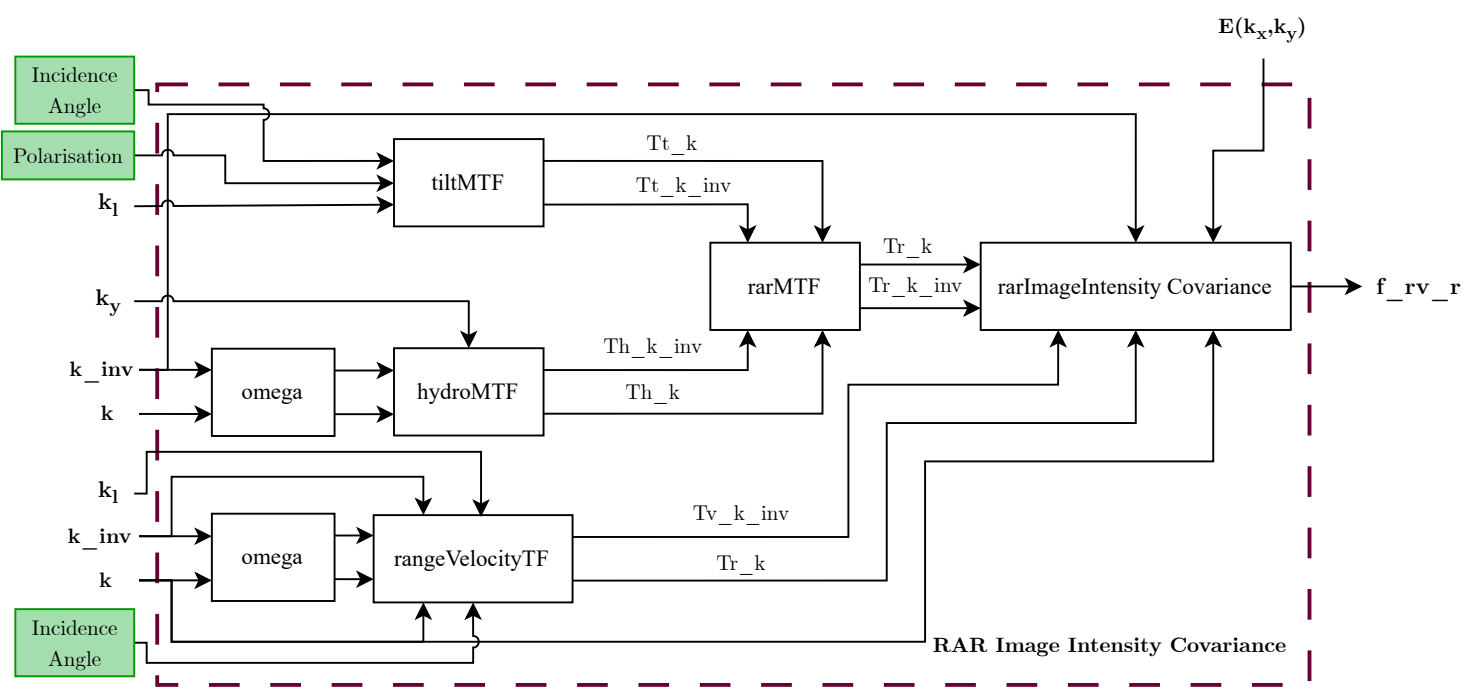 E(kx,ky)
Incidence
Angle
Polarisation
kl
tiltMTF
Tt_k
Tt_k_inv
rarMTF
Tr_k
Tr_k_inv
rarImageIntensity Covariance
f_rv_r
ky
k_inv
k
omega
hydroMTF
Th_k_inv
Th_k
kl
k_inv
k
omega
rangeVelocityTF
Tv_k_inv
Tr_k
Incidence
Angle
RAR Image Intensity Covariance